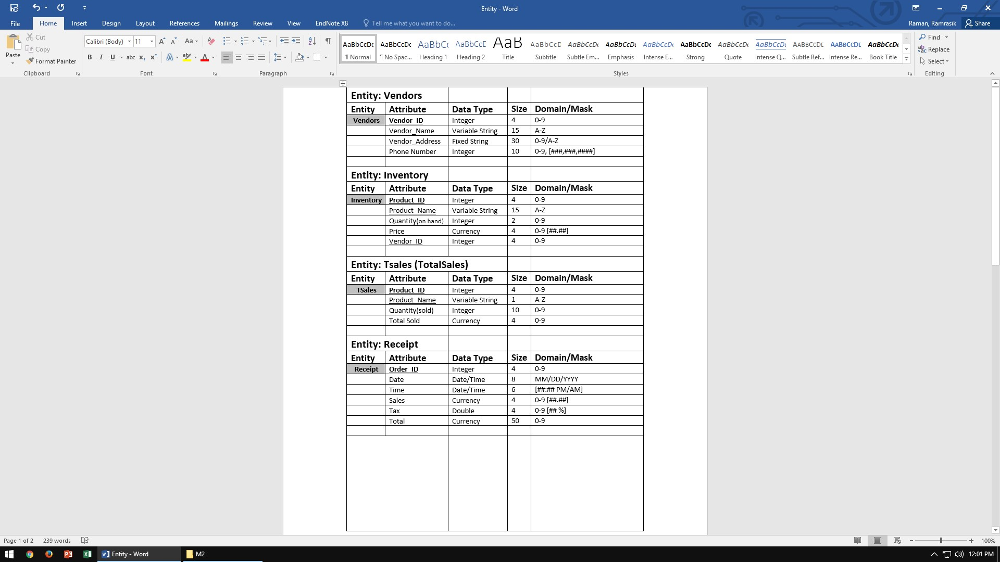 Entity - Word
File Home Insert Design Layout References Mailings Review View EndNote X8 Tell me what you want to do... Raman, Ramrasik Share
Paste Cut Copy Format Painter
Calibri (Body) 11
Find Replace Select
AaBbCcDc AaBbCcDc AaBbCc AaBbCcE AaB AaBbCcD AaBbCcDc AaBbCcDc AaBbCcDc AaBbCcDc AaBbCcDc AaBbCcDc AABBCCDE AABBCCDE AaBbCcDc
¶ Normal ¶ No Spac... Heading 1 Heading 2 Title Subtitle Subtle Em... Emphasis Intense E... Strong Quote Intense Q... Subtle Ref... Intense Re... Book Title
Clipboard Font Paragraph Styles Editing
Entity: Vendors
Entity Attribute Data Type Size Domain/Mask
Vendors Vendor_ID Integer 4 0-9
Vendor_Name Variable String 15 A-Z
Vendor_Address Fixed String 30 0-9/A-Z
Phone Number Integer 10 0-9, [###,###,####]
Entity: Inventory
Entity Attribute Data Type Size Domain/Mask
Inventory Product_ID Integer 4 0-9
Product_Name Variable String 15 A-Z
Quantity(on hand) Integer 2 0-9
Price Currency 4 0-9 [##.##]
Vendor_ID Integer 4 0-9
Entity: Tsales (TotalSales)
Entity Attribute Data Type Size Domain/Mask
TSales Product_ID Integer 4 0-9
Product_Name Variable String 1 A-Z
Quantity(sold) Integer 10 0-9
Total Sold Currency 4 0-9
Entity: Receipt
Entity Attribute Data Type Size Domain/Mask
Receipt Order_ID Integer 4 0-9
Date Date/Time 8 MM/DD/YYYY
Time Date/Time 6 [##:## PM/AM]
Sales Currency 4 0-9 [##.##]
Tax Double 4 0-9 [## %]
Total Currency 50 0-9
Page 1 of 2 239 words 100%
Entity - Word M2 12:01 PM